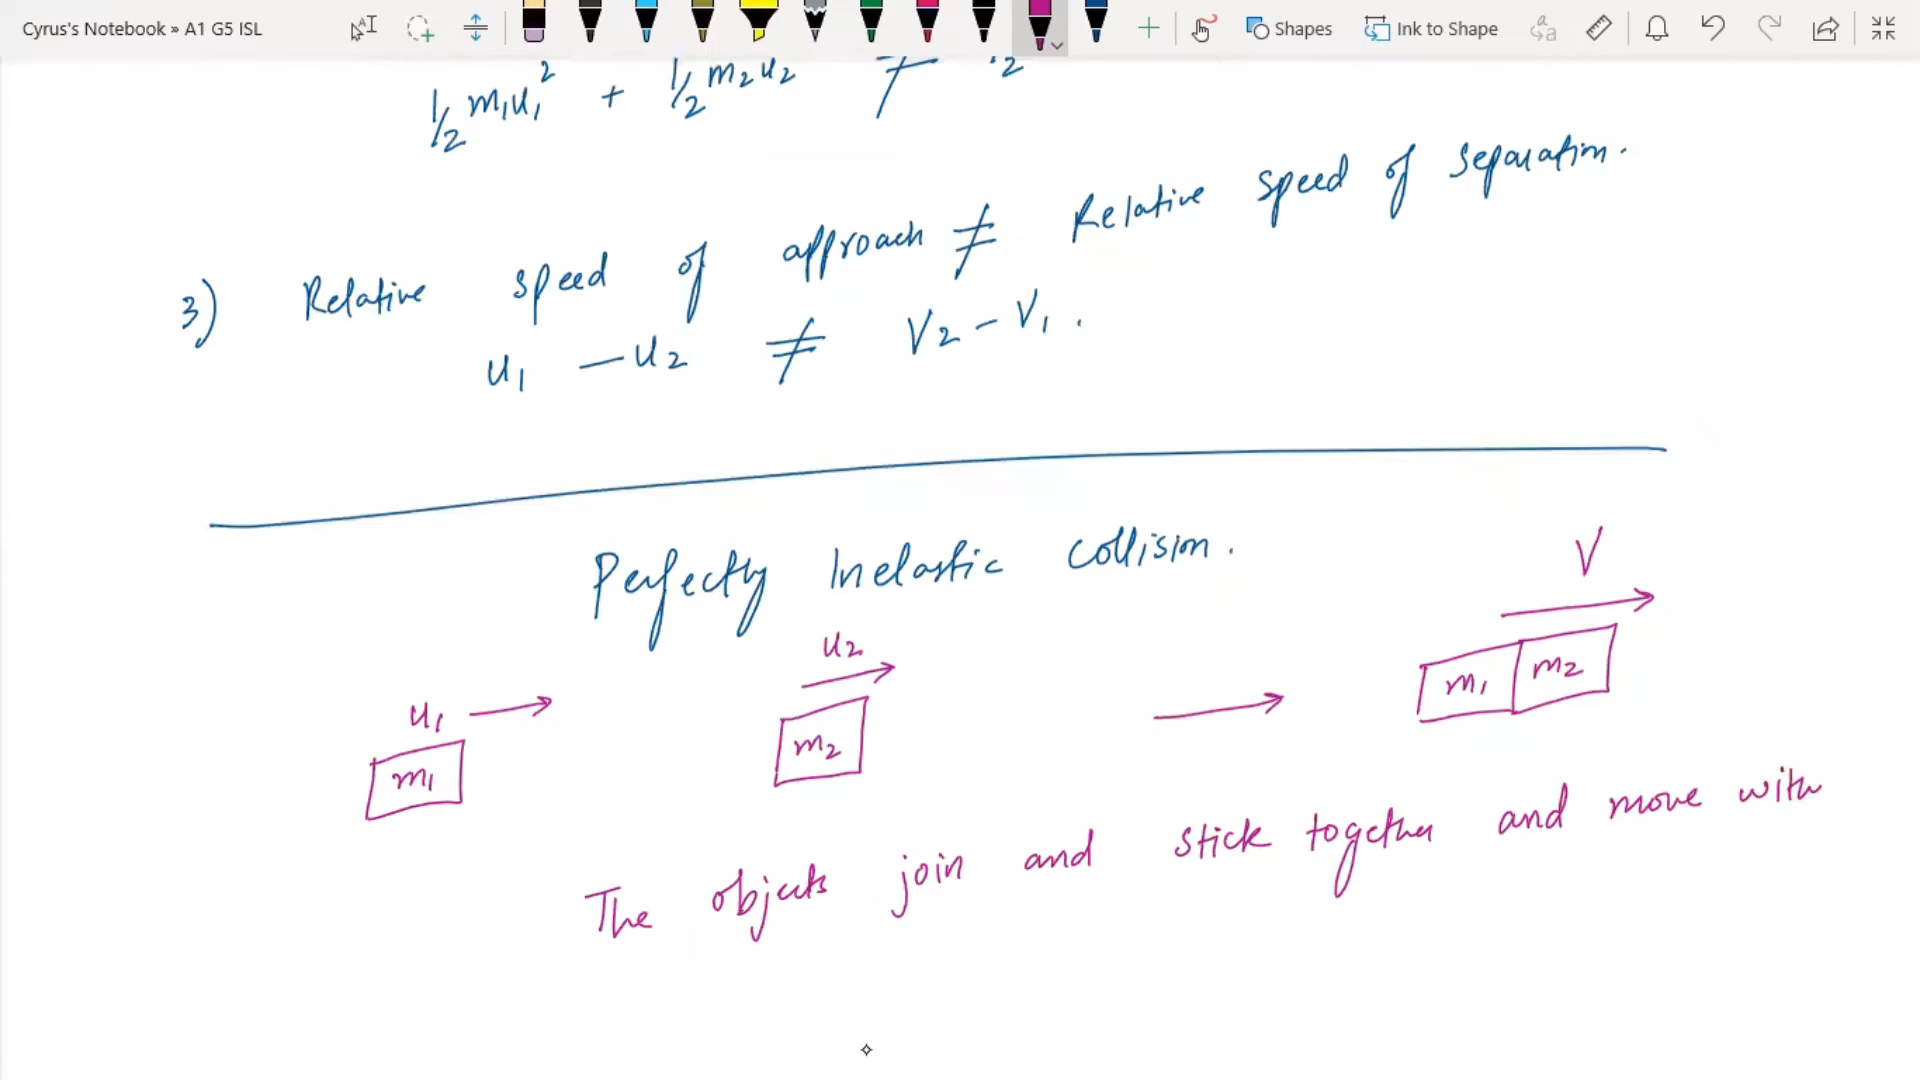 Cyrus's Notebook » A1 G5 ISL
Shapes
Ink to Shape
½ m₁u₁² + ½ m₂u₂ ≠ ₂
3) Relative speed of approach ≠ Relative speed of separation.
u₁ − u₂ ≠ V₂ − V₁.
Perfectly Inelastic collision.
V
u₂
m₁ m₂
u₁
m₂
m₁
The objects join and stick together and move with